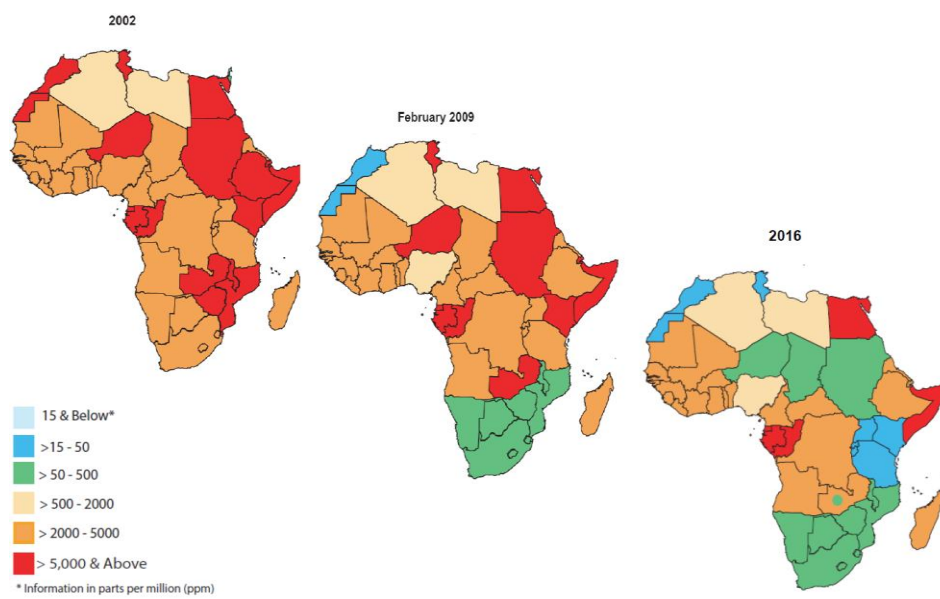 2002
February 2009
2016
15 & Below*
>15 - 50
> 50 - 500
> 500 - 2000
> 2000 - 5000
> 5,000 & Above
* Information in parts per million (ppm)